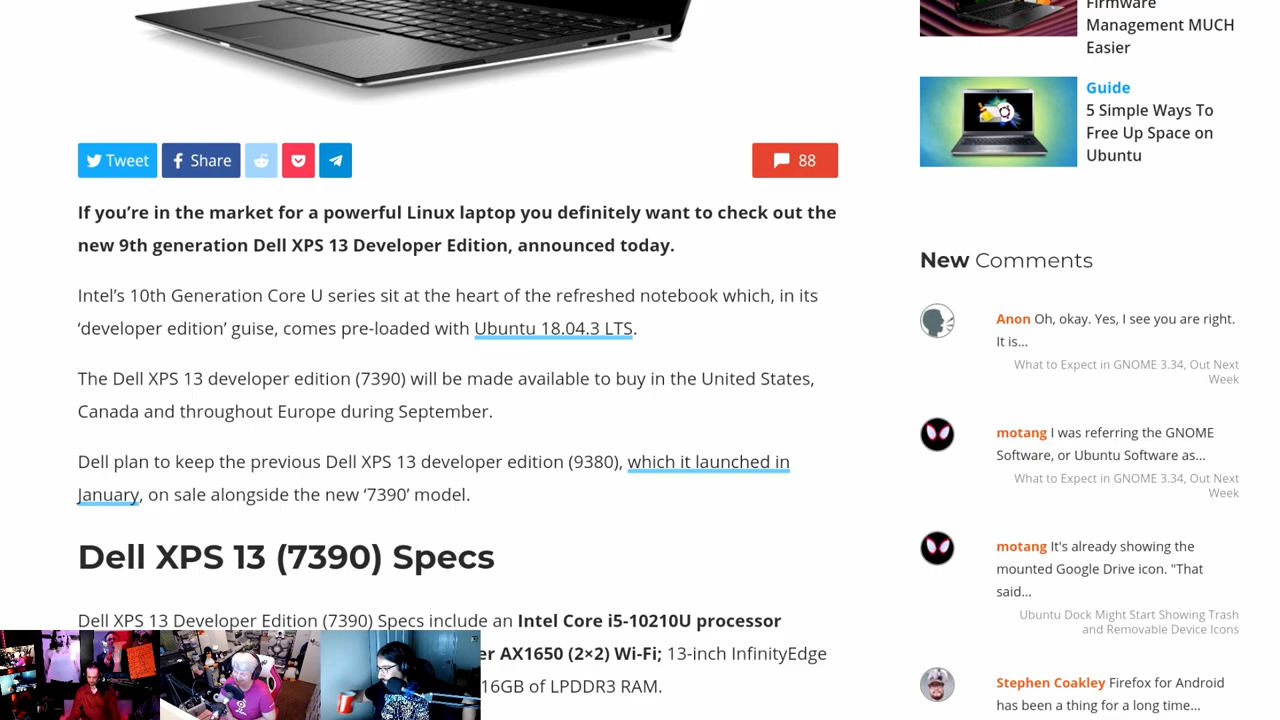 Firmware
Management MUCH
Easier
Guide
5 Simple Ways To
Free Up Space on
Ubuntu
Tweet
Share
88
If you’re in the market for a powerful Linux laptop you definitely want to check out the
new 9th generation Dell XPS 13 Developer Edition, announced today.
Intel’s 10th Generation Core U series sit at the heart of the refreshed notebook which, in its
‘developer edition’ guise, comes pre-loaded with Ubuntu 18.04.3 LTS.
The Dell XPS 13 developer edition (7390) will be made available to buy in the United States,
Canada and throughout Europe during September.
Dell plan to keep the previous Dell XPS 13 developer edition (9380), which it launched in
January, on sale alongside the new ‘7390’ model.
Dell XPS 13 (7390) Specs
Dell XPS 13 Developer Edition (7390) Specs include an Intel Core i5-10210U processor
er AX1650 (2×2) Wi-Fi; 13-inch InfinityEdge
16GB of LPDDR3 RAM.
New Comments
Anon Oh, okay. Yes, I see you are right.
It is...
What to Expect in GNOME 3.34, Out Next
Week
motang I was referring the GNOME
Software, or Ubuntu Software as...
What to Expect in GNOME 3.34, Out Next
Week
motang It's already showing the
mounted Google Drive icon. "That
said...
Ubuntu Dock Might Start Showing Trash
and Removable Device Icons
Stephen Coakley Firefox for Android
has been a thing for a long time...